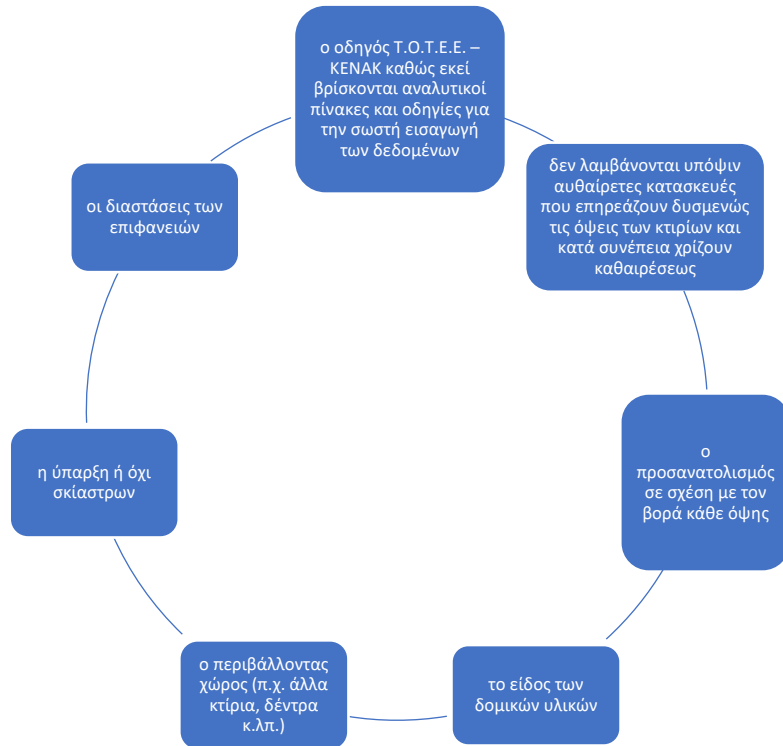 ο οδηγός Τ.Ο.Τ.Ε.Ε. –
ΚΕΝΑΚ καθώς εκεί
βρίσκονται αναλυτικοί
πίνακες και οδηγίες για
την σωστή εισαγωγή
των δεδομένων
δεν λαμβάνονται υπόψιν
αυθαίρετες κατασκευές
που επηρεάζουν δυσμενώς
τις όψεις των κτιρίων και
κατά συνέπεια χρίζουν
καθαιρέσεως
ο
προσανατολισμός
σε σχέση με τον
βορά κάθε όψης
το είδος των
δομικών υλικών
ο περιβάλλοντας
χώρος (π.χ. άλλα
κτίρια, δέντρα
κ.λπ.)
η ύπαρξη ή όχι
σκίαστρων
οι διαστάσεις των
επιφανειών